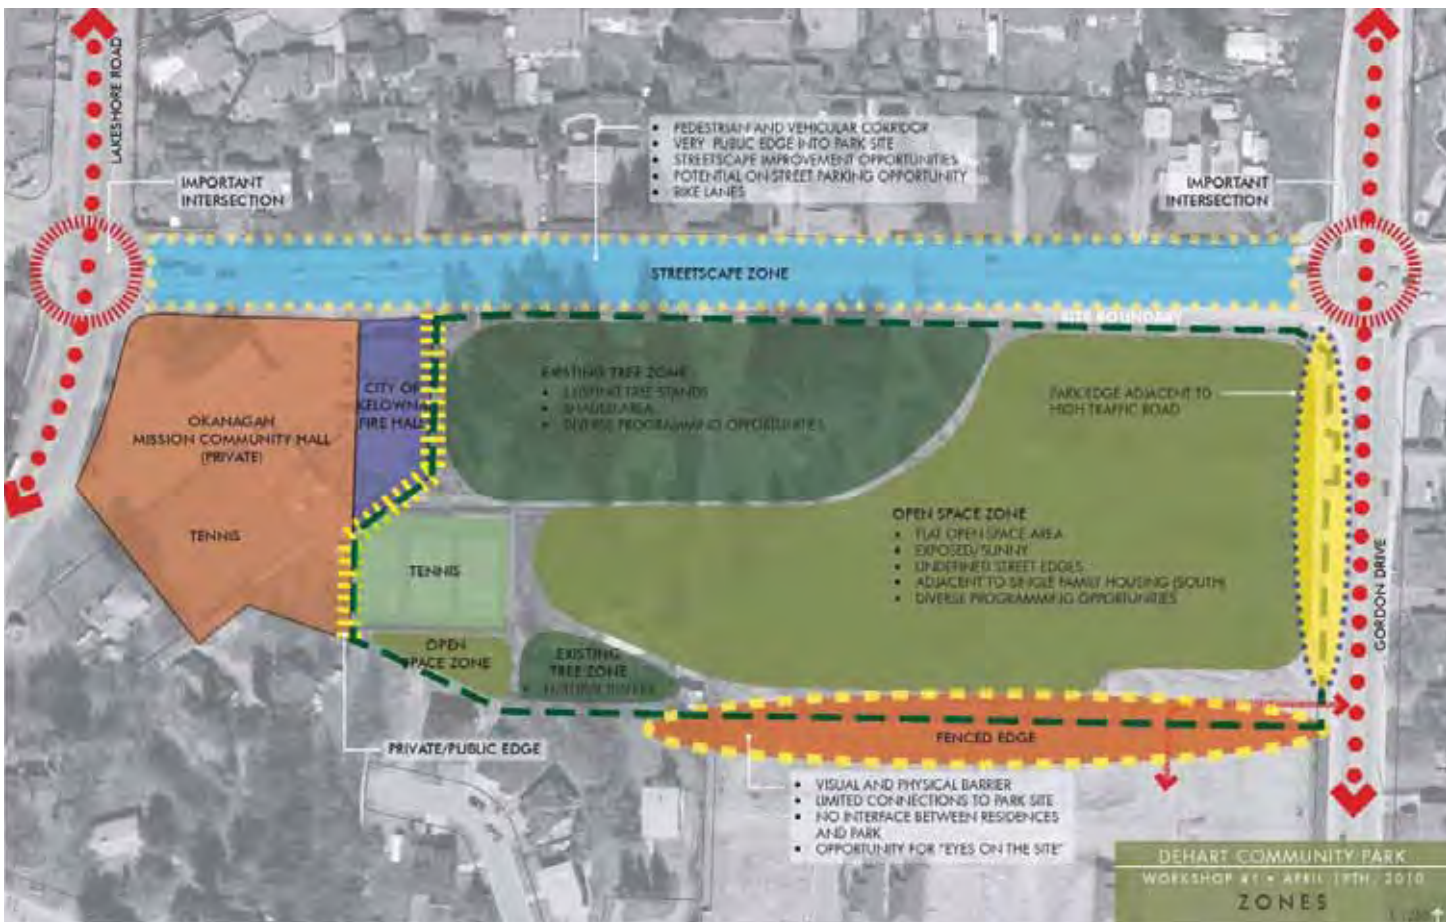 LAKESHORE ROAD
IMPORTANT
INTERSECTION
• PEDESTRIAN AND VEHICULAR CORRIDOR
• VERY PUBLIC EDGE INTO PARK SITE
• STREETSCAPE IMPROVEMENT OPPORTUNITIES
• POTENTIAL ON STREET PARKING OPPORTUNITY
• BIKE LANES
IMPORTANT
INTERSECTION
STREETSCAPE ZONE
SITE BOUNDARY
OKANAGAN
MISSION COMMUNITY HALL
(PRIVATE)
TENNIS
CITY OF
KELOWNA
FIRE HALL
EXISTING TREE ZONE
• EXISTING TREE STANDS
• SHADED AREA
• DIVERSE PROGRAMMING OPPORTUNITIES
PARK EDGE ADJACENT TO
HIGH TRAFFIC ROAD
OPEN SPACE ZONE
• FLAT OPEN SPACE AREA
• EXPOSED/SUNNY
• UNDEFINED STREET EDGES
• ADJACENT TO SINGLE FAMILY HOUSING (SOUTH)
• DIVERSE PROGRAMMING OPPORTUNITIES
TENNIS
GORDON DRIVE
OPEN
SPACE ZONE
EXISTING
TREE ZONE
PRIVATE/PUBLIC EDGE
FENCED EDGE
• VISUAL AND PHYSICAL BARRIER
• LIMITED CONNECTIONS TO PARK SITE
• NO INTERFACE BETWEEN RESIDENCES
AND PARK
• OPPORTUNITY FOR "EYES ON THE SITE"
DEHART COMMUNITY PARK
WORKSHOP #1 • APRIL 19TH, 2010
ZONES